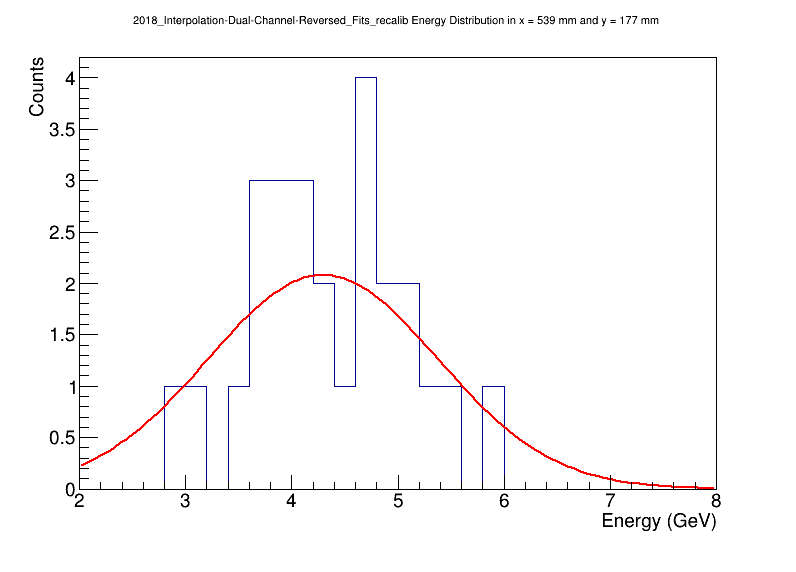 2018_Interpolation-Dual-Channel-Reversed_Fits_recalib Energy Distribution in x = 539 mm and y = 177 mm
Counts
4
3.5
3
2.5
2
1.5
1
0.5
0
2 3 4 5 6 7 8
Energy (GeV)